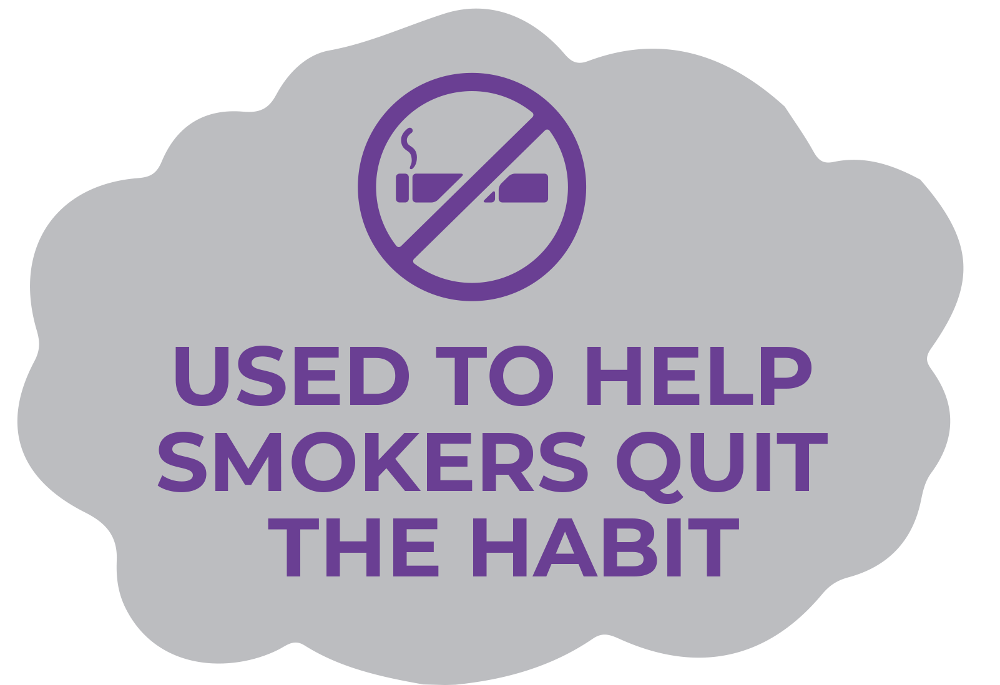 USED TO HELP
SMOKERS QUIT
THE HABIT